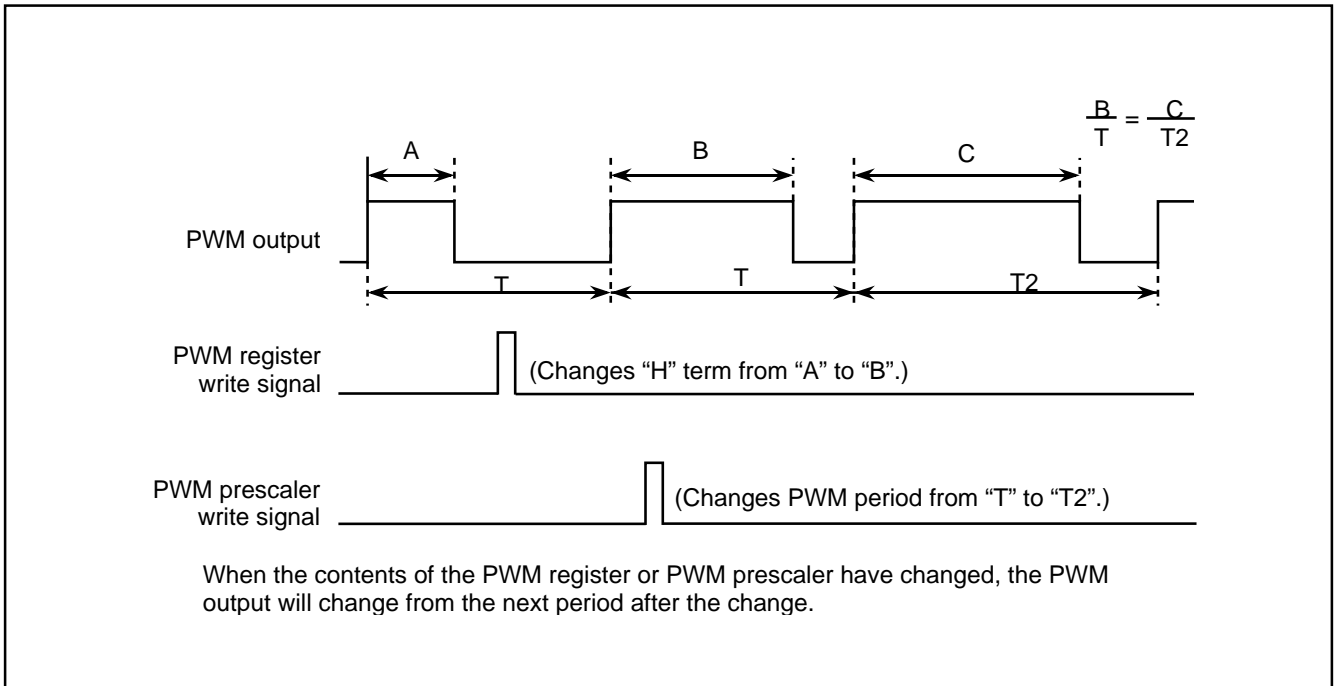 B = C
T T2
A B C
PWM output
T T T2
PWM register
write signal
(Changes “H” term from “A” to “B”.)
PWM prescaler
write signal
(Changes PWM period from “T” to “T2”.)
When the contents of the PWM register or PWM prescaler have changed, the PWM
output will change from the next period after the change.